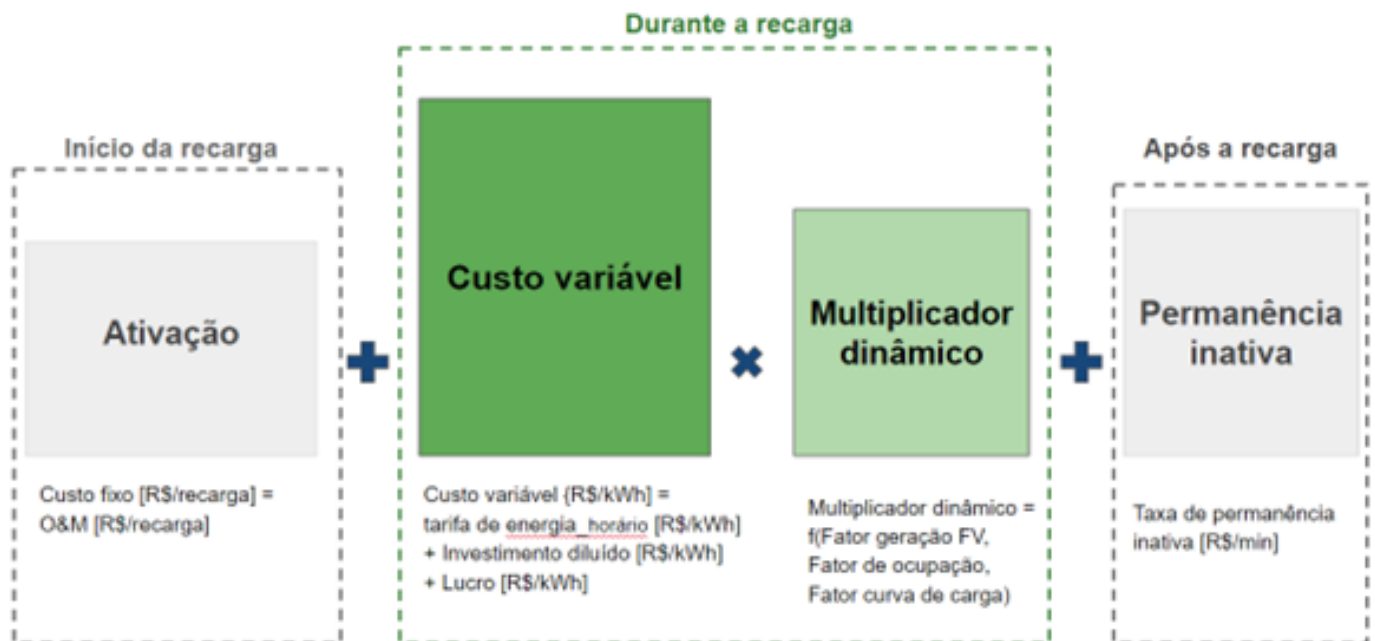 Durante a recarga
Início da recarga
Após a recarga
Ativação
Custo variável
Multiplicador
dinâmico
Permanência
inativa
Custo fixo [R$/recarga] =
O&M [R$/recarga]
Custo variável {R$/kWh] =
tarifa de energia_horário [R$/kWh]
+ Investimento diluído [R$/kWh]
+ Lucro [R$/kWh]
Multiplicador dinâmico =
f(Fator geração FV,
Fator de ocupação,
Fator curva de carga)
Taxa de permanência
inativa [R$/min]